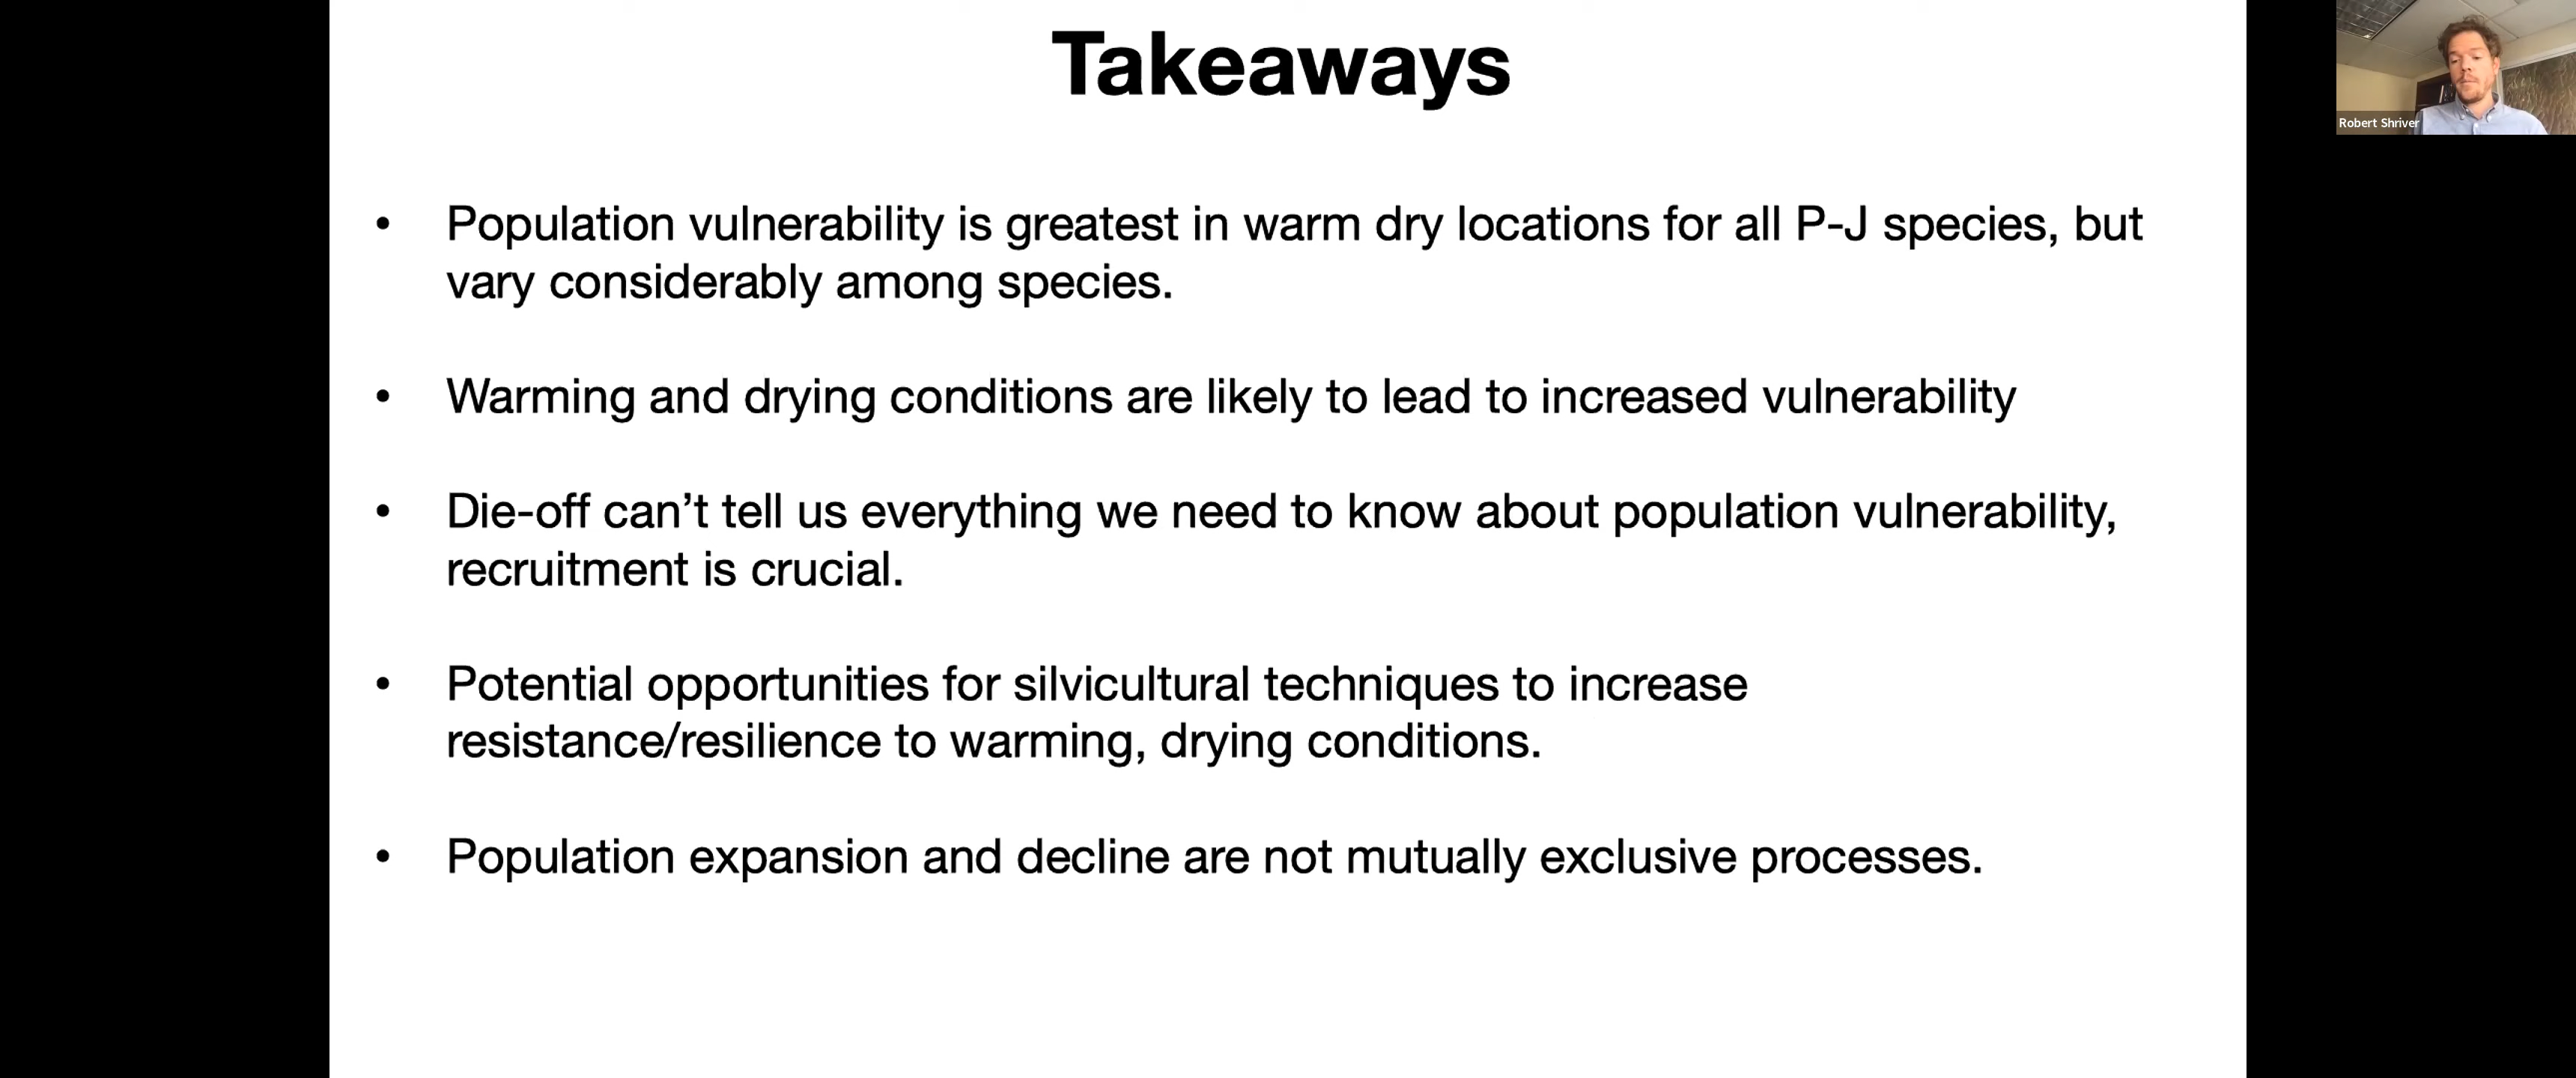 Takeaways
Robert Shriver
• Population vulnerability is greatest in warm dry locations for all P-J species, but
vary considerably among species.
• Warming and drying conditions are likely to lead to increased vulnerability
• Die-off can’t tell us everything we need to know about population vulnerability,
recruitment is crucial.
• Potential opportunities for silvicultural techniques to increase
resistance/resilience to warming, drying conditions.
• Population expansion and decline are not mutually exclusive processes.